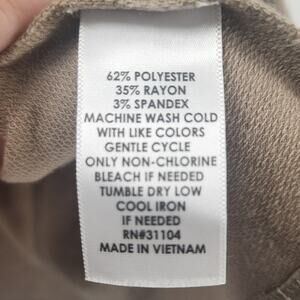 62% POLYESTER
35% RAYON
3% SPANDEX
MACHINE WASH COLD
WITH LIKE COLORS
GENTLE CYCLE
ONLY NON-CHLORINE
BLEACH IF NEEDED
TUMBLE DRY LOW
COOL IRON
IF NEEDED
RN#31104
MADE IN VIETNAM